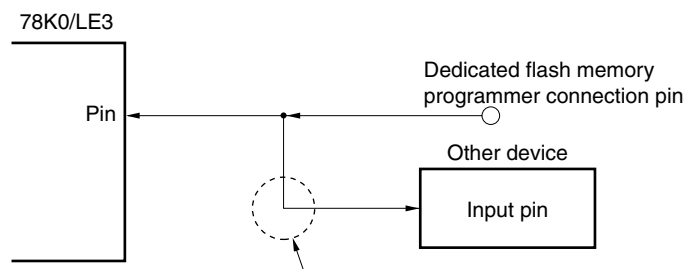 78K0/LE3
Dedicated flash memory
programmer connection pin
Pin
Other device
Input pin